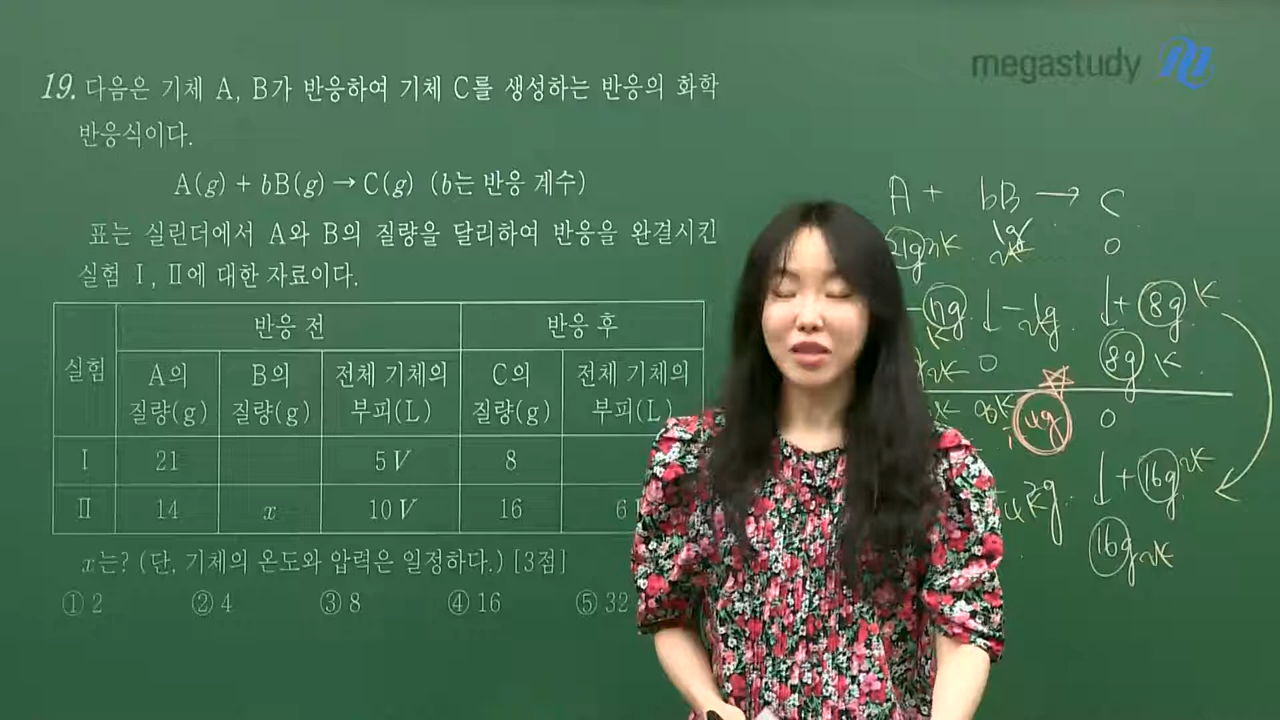 megastudy
19. 다음은 기체 A, B가 반응하여 기체 C를 생성하는 반응의 화학
반응식이다.
A(g) + bB(g) → C(g) (b는 반응 계수)
표는 실린더에서 A와 B의 질량을 달리하여 반응을 완결시킨
실험 Ⅰ, Ⅱ에 대한 자료이다.
실험 반응 전 반응 후
A의 질량(g) B의 질량(g) 전체 기체의 부피(L) C의 질량(g) 전체 기체의 부피(L)
Ⅰ 21 5V 8
Ⅱ 14 x 10V 16 6
x는? (단, 기체의 온도와 압력은 일정하다.) [3점]
① 2 ② 4 ③ 8 ④ 16 ⑤ 32
A + bB → C
21g 0
↓ ↓ + 8g K
0 8g K
4g 0
↓ + 16g
16g